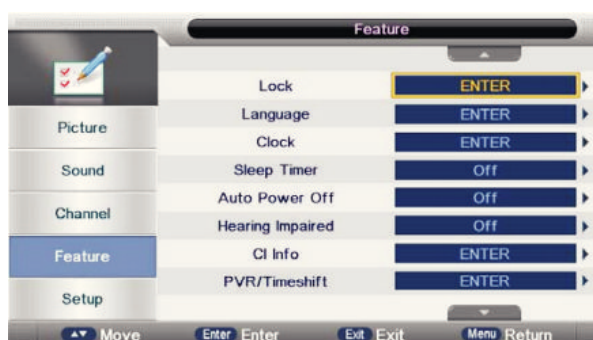 Feature
Lock ENTER
Language ENTER
Clock ENTER
Sleep Timer Off
Auto Power Off Off
Hearing Impaired Off
CI Info ENTER
PVR/Timeshift ENTER
Picture
Sound
Channel
Feature
Setup
Move Enter Enter Exit Exit Menu Return